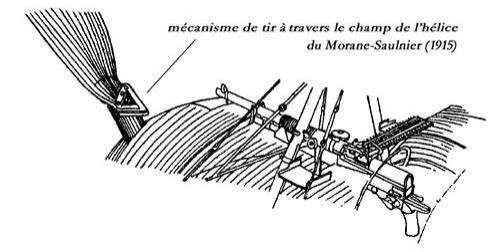 mécanisme de tir à travers le champ de l'hélice
du Morane-Saulnier (1915)